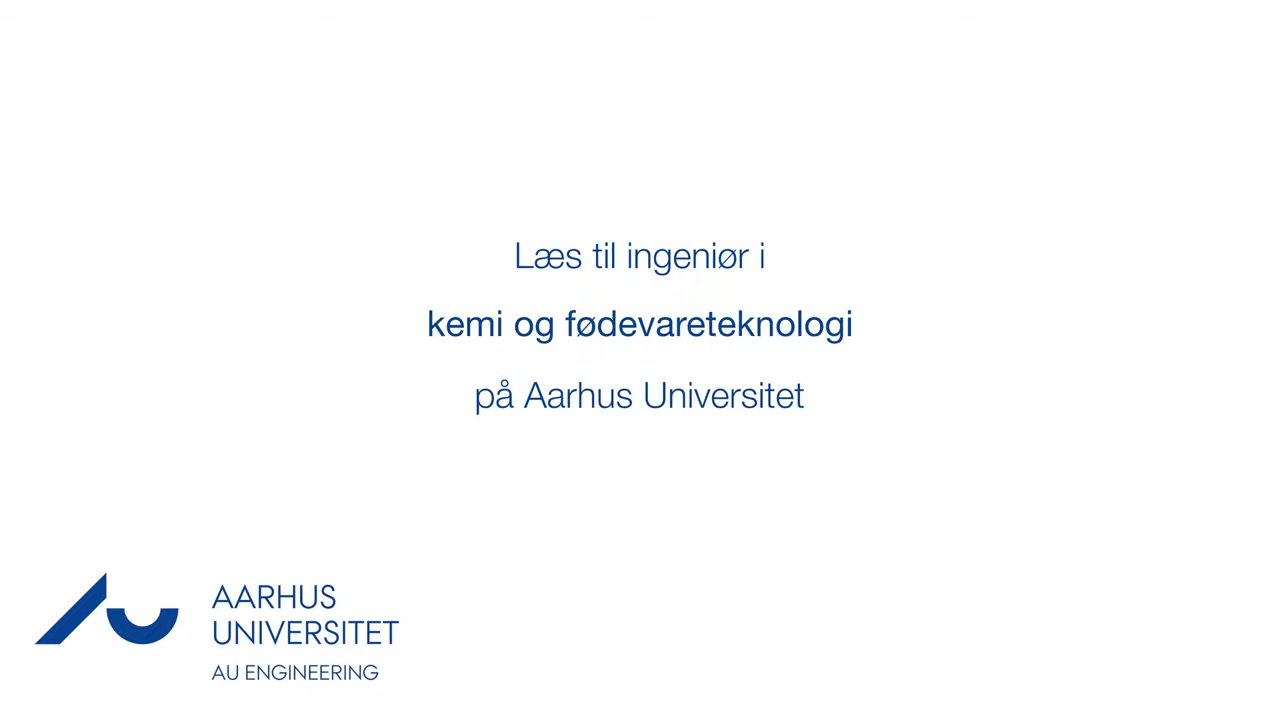 Læs til ingeniør i
kemi og fødevareteknologi
på Aarhus Universitet
AARHUS
UNIVERSITET
AU ENGINEERING